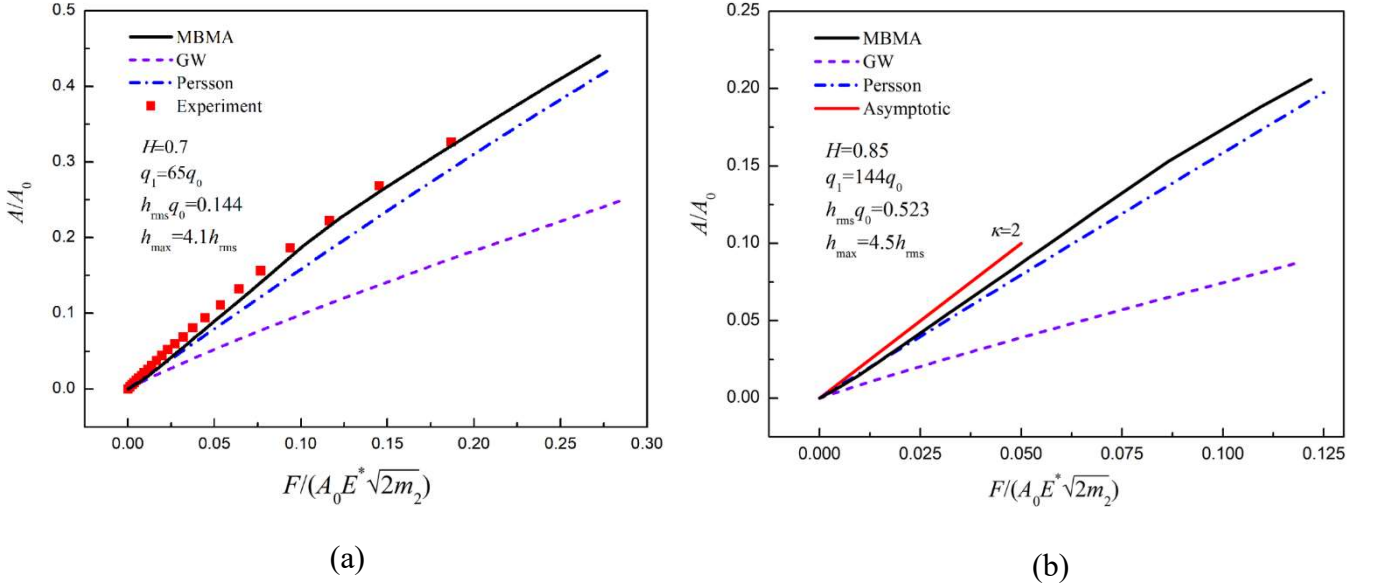 0.5
0.4
0.3
0.2
0.1
0.0
A/A₀
MBMA
GW
Persson
Experiment
H=0.7
q₁=65q₀
hᵣₘₛq₀=0.144
hₘₐₓ=4.1hᵣₘₛ
0.00 0.05 0.10 0.15 0.20 0.25 0.30
F/(A₀E*√2m₂)
(a)
0.25
0.20
0.15
0.10
0.05
0.00
A/A₀
MBMA
GW
Persson
Asymptotic
H=0.85
q₁=144q₀
hᵣₘₛq₀=0.523
hₘₐₓ=4.5hᵣₘₛ
κ=2
0.000 0.025 0.050 0.075 0.100 0.125
F/(A₀E*√2m₂)
(b)